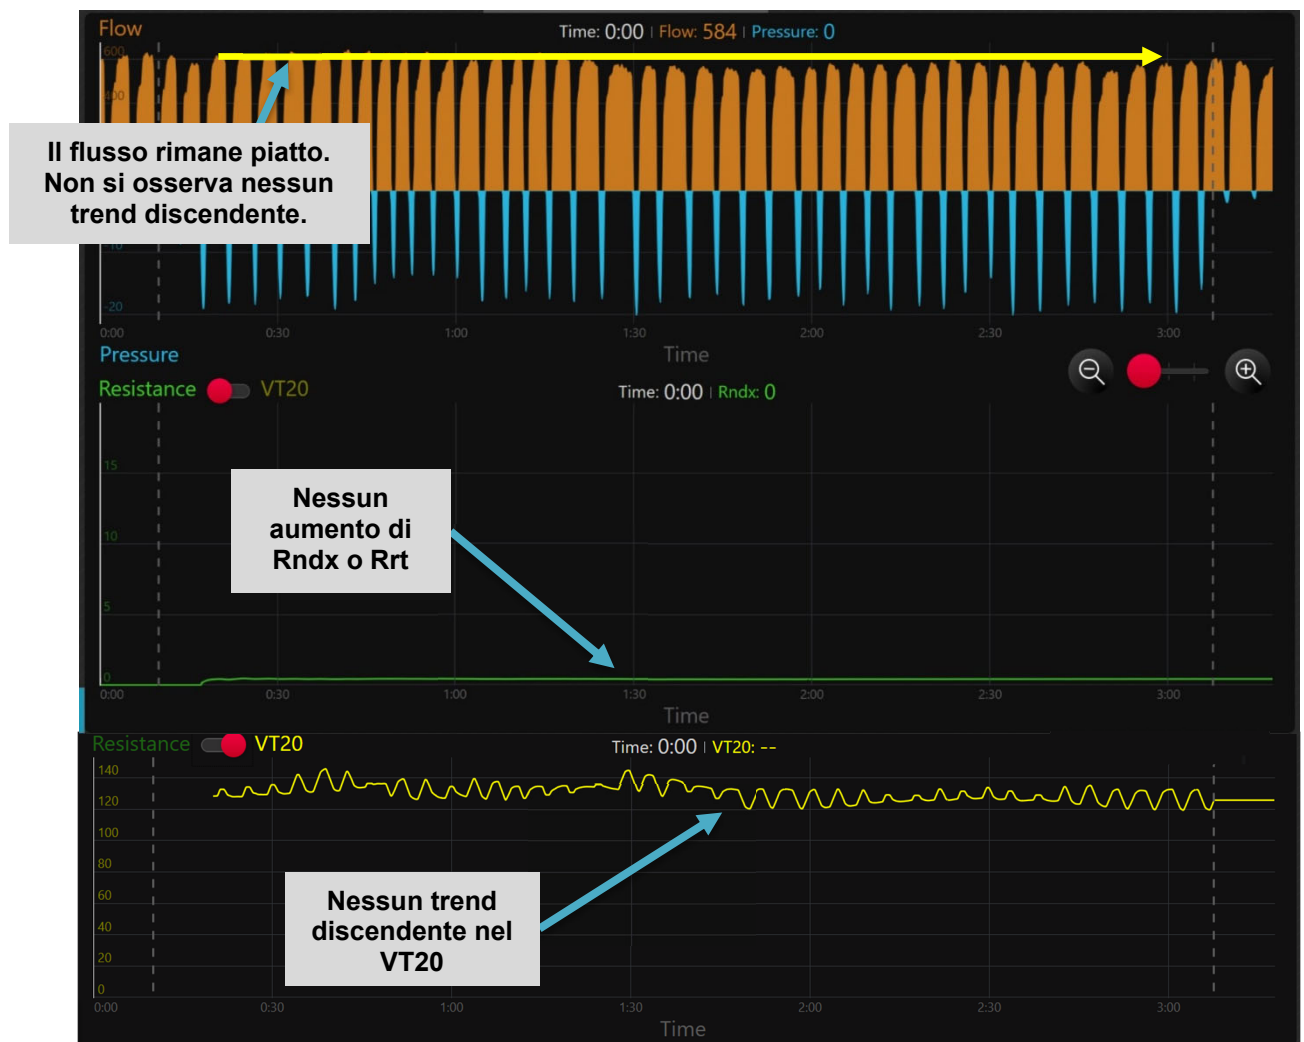 Flow
Time: 0:00 | Flow: 584 | Pressure: 0
600
400
Il flusso rimane piatto.
Non si osserva nessun
trend discendente.
-10
-20
0:00 0:30 1:00 1:30 2:00 2:30 3:00
Pressure
Time
Resistance VT20
Time: 0:00 | Rndx: 0
15
10
5
0
Nessun
aumento di
Rndx o Rrt
0:00 0:30 1:00 1:30 2:00 2:30 3:00
Time
Resistance VT20
Time: 0:00 | VT20: --
140
120
100
80
60
40
20
0
Nessun trend
discendente nel
VT20
0:00 0:30 1:00 1:30 2:00 2:30 3:00
Time